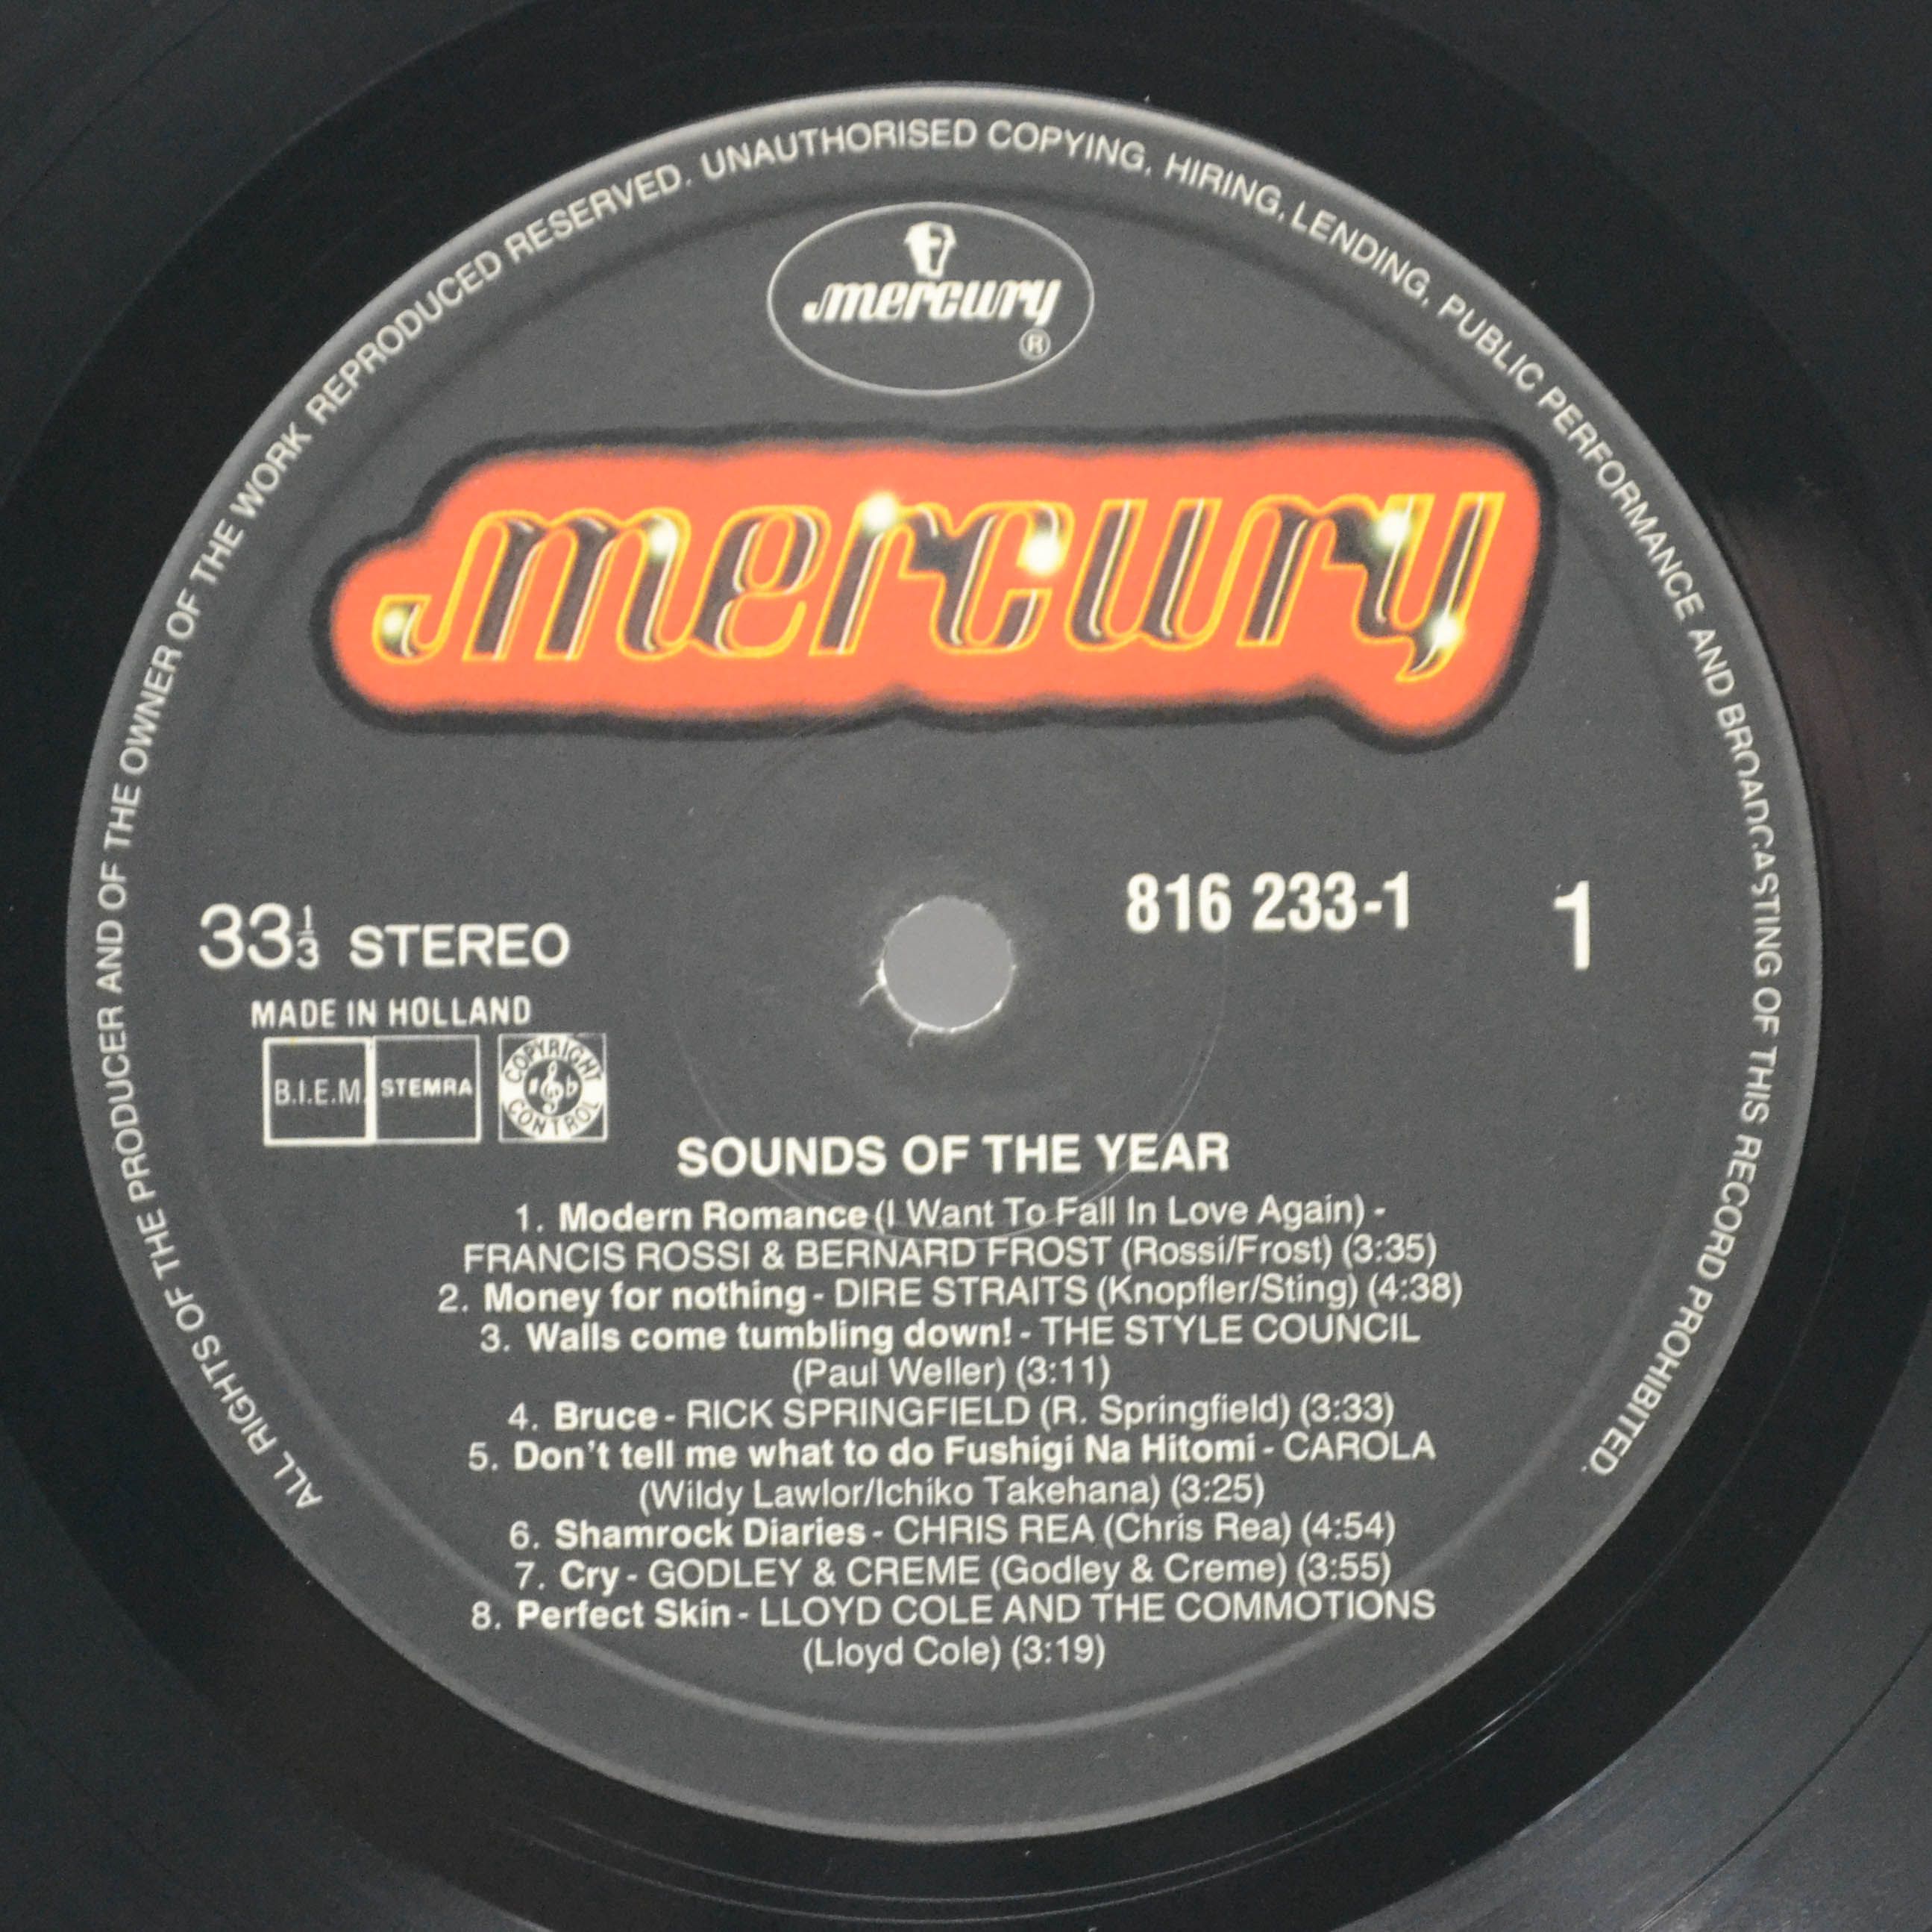 ALL RIGHTS OF THE PRODUCER AND OF THE OWNER OF THE WORK REPRODUCED RESERVED. UNAUTHORISED COPYING, HIRING, LENDING, PUBLIC PERFORMANCE AND BROADCASTING OF THIS RECORD PROHIBITED.
mercury
®
mercury
816 233-1
1
33⅓ STEREO
MADE IN HOLLAND
B.I.E.M. STEMRA COPYRIGHT CONTROL
SOUNDS OF THE YEAR
1. Modern Romance (I Want To Fall In Love Again) -
FRANCIS ROSSI & BERNARD FROST (Rossi/Frost) (3:35)
2. Money for nothing - DIRE STRAITS (Knopfler/Sting) (4:38)
3. Walls come tumbling down! - THE STYLE COUNCIL
(Paul Weller) (3:11)
4. Bruce - RICK SPRINGFIELD (R. Springfield) (3:33)
5. Don't tell me what to do Fushigi Na Hitomi - CAROLA
(Wildy Lawlor/Ichiko Takehana) (3:25)
6. Shamrock Diaries - CHRIS REA (Chris Rea) (4:54)
7. Cry - GODLEY & CREME (Godley & Creme) (3:55)
8. Perfect Skin - LLOYD COLE AND THE COMMOTIONS
(Lloyd Cole) (3:19)